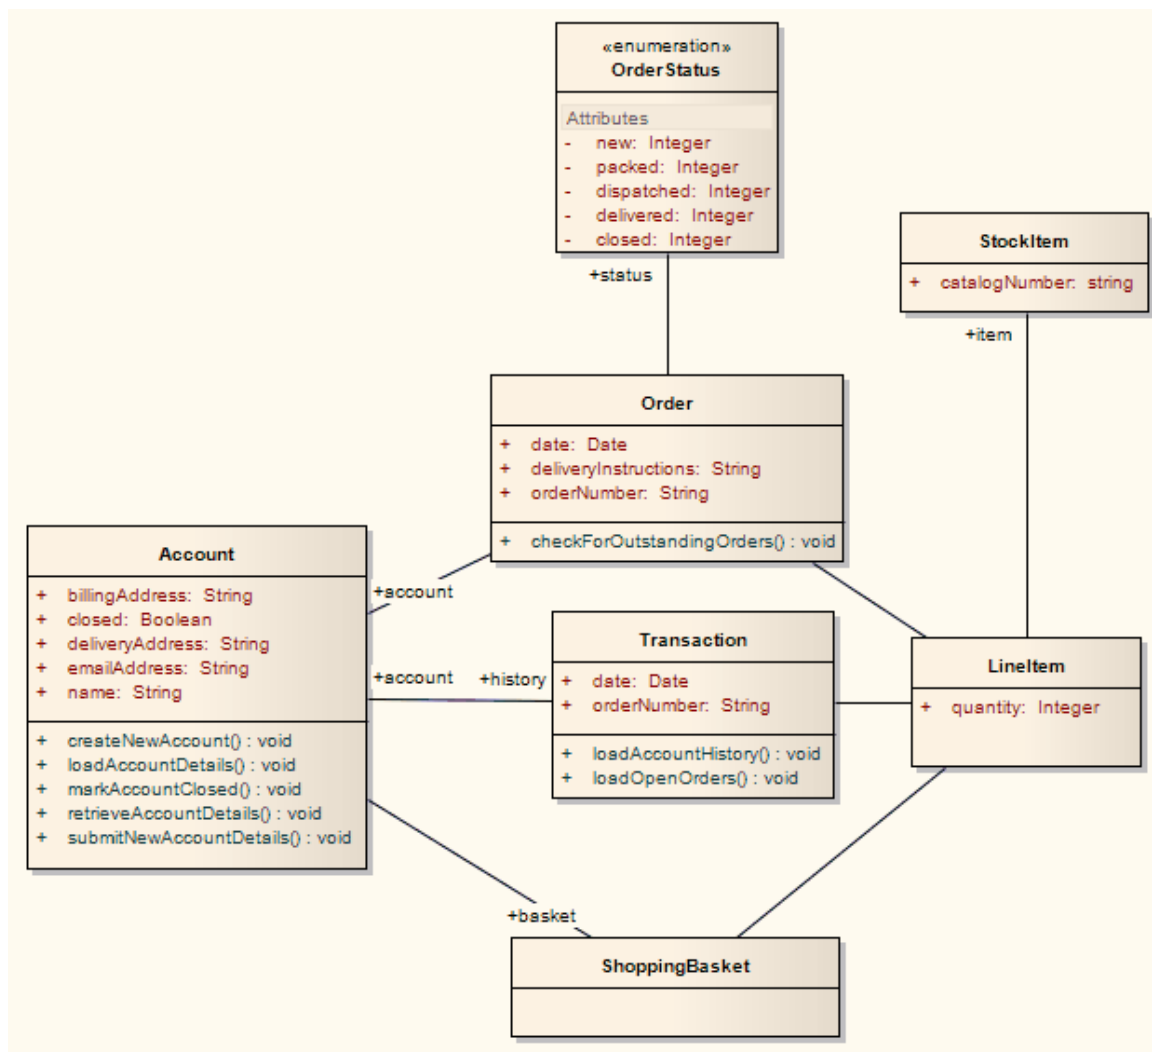 «enumeration»
OrderStatus
Attributes
- new: Integer
- packed: Integer
- dispatched: Integer
- delivered: Integer
- closed: Integer
+status
StockItem
+ catalogNumber: string
+item
Order
+ date: Date
+ deliveryInstructions: String
+ orderNumber: String
+ checkForOutstandingOrders() : void
Account
+ billingAddress: String
+ closed: Boolean
+ deliveryAddress: String
+ emailAddress: String
+ name: String
+ createNewAccount() : void
+ loadAccountDetails() : void
+ markAccountClosed() : void
+ retrieveAccountDetails() : void
+ submitNewAccountDetails() : void
+account
+account
+history
Transaction
+ date: Date
+ orderNumber: String
+ loadAccountHistory() : void
+ loadOpenOrders() : void
LineItem
+ quantity: Integer
+basket
ShoppingBasket